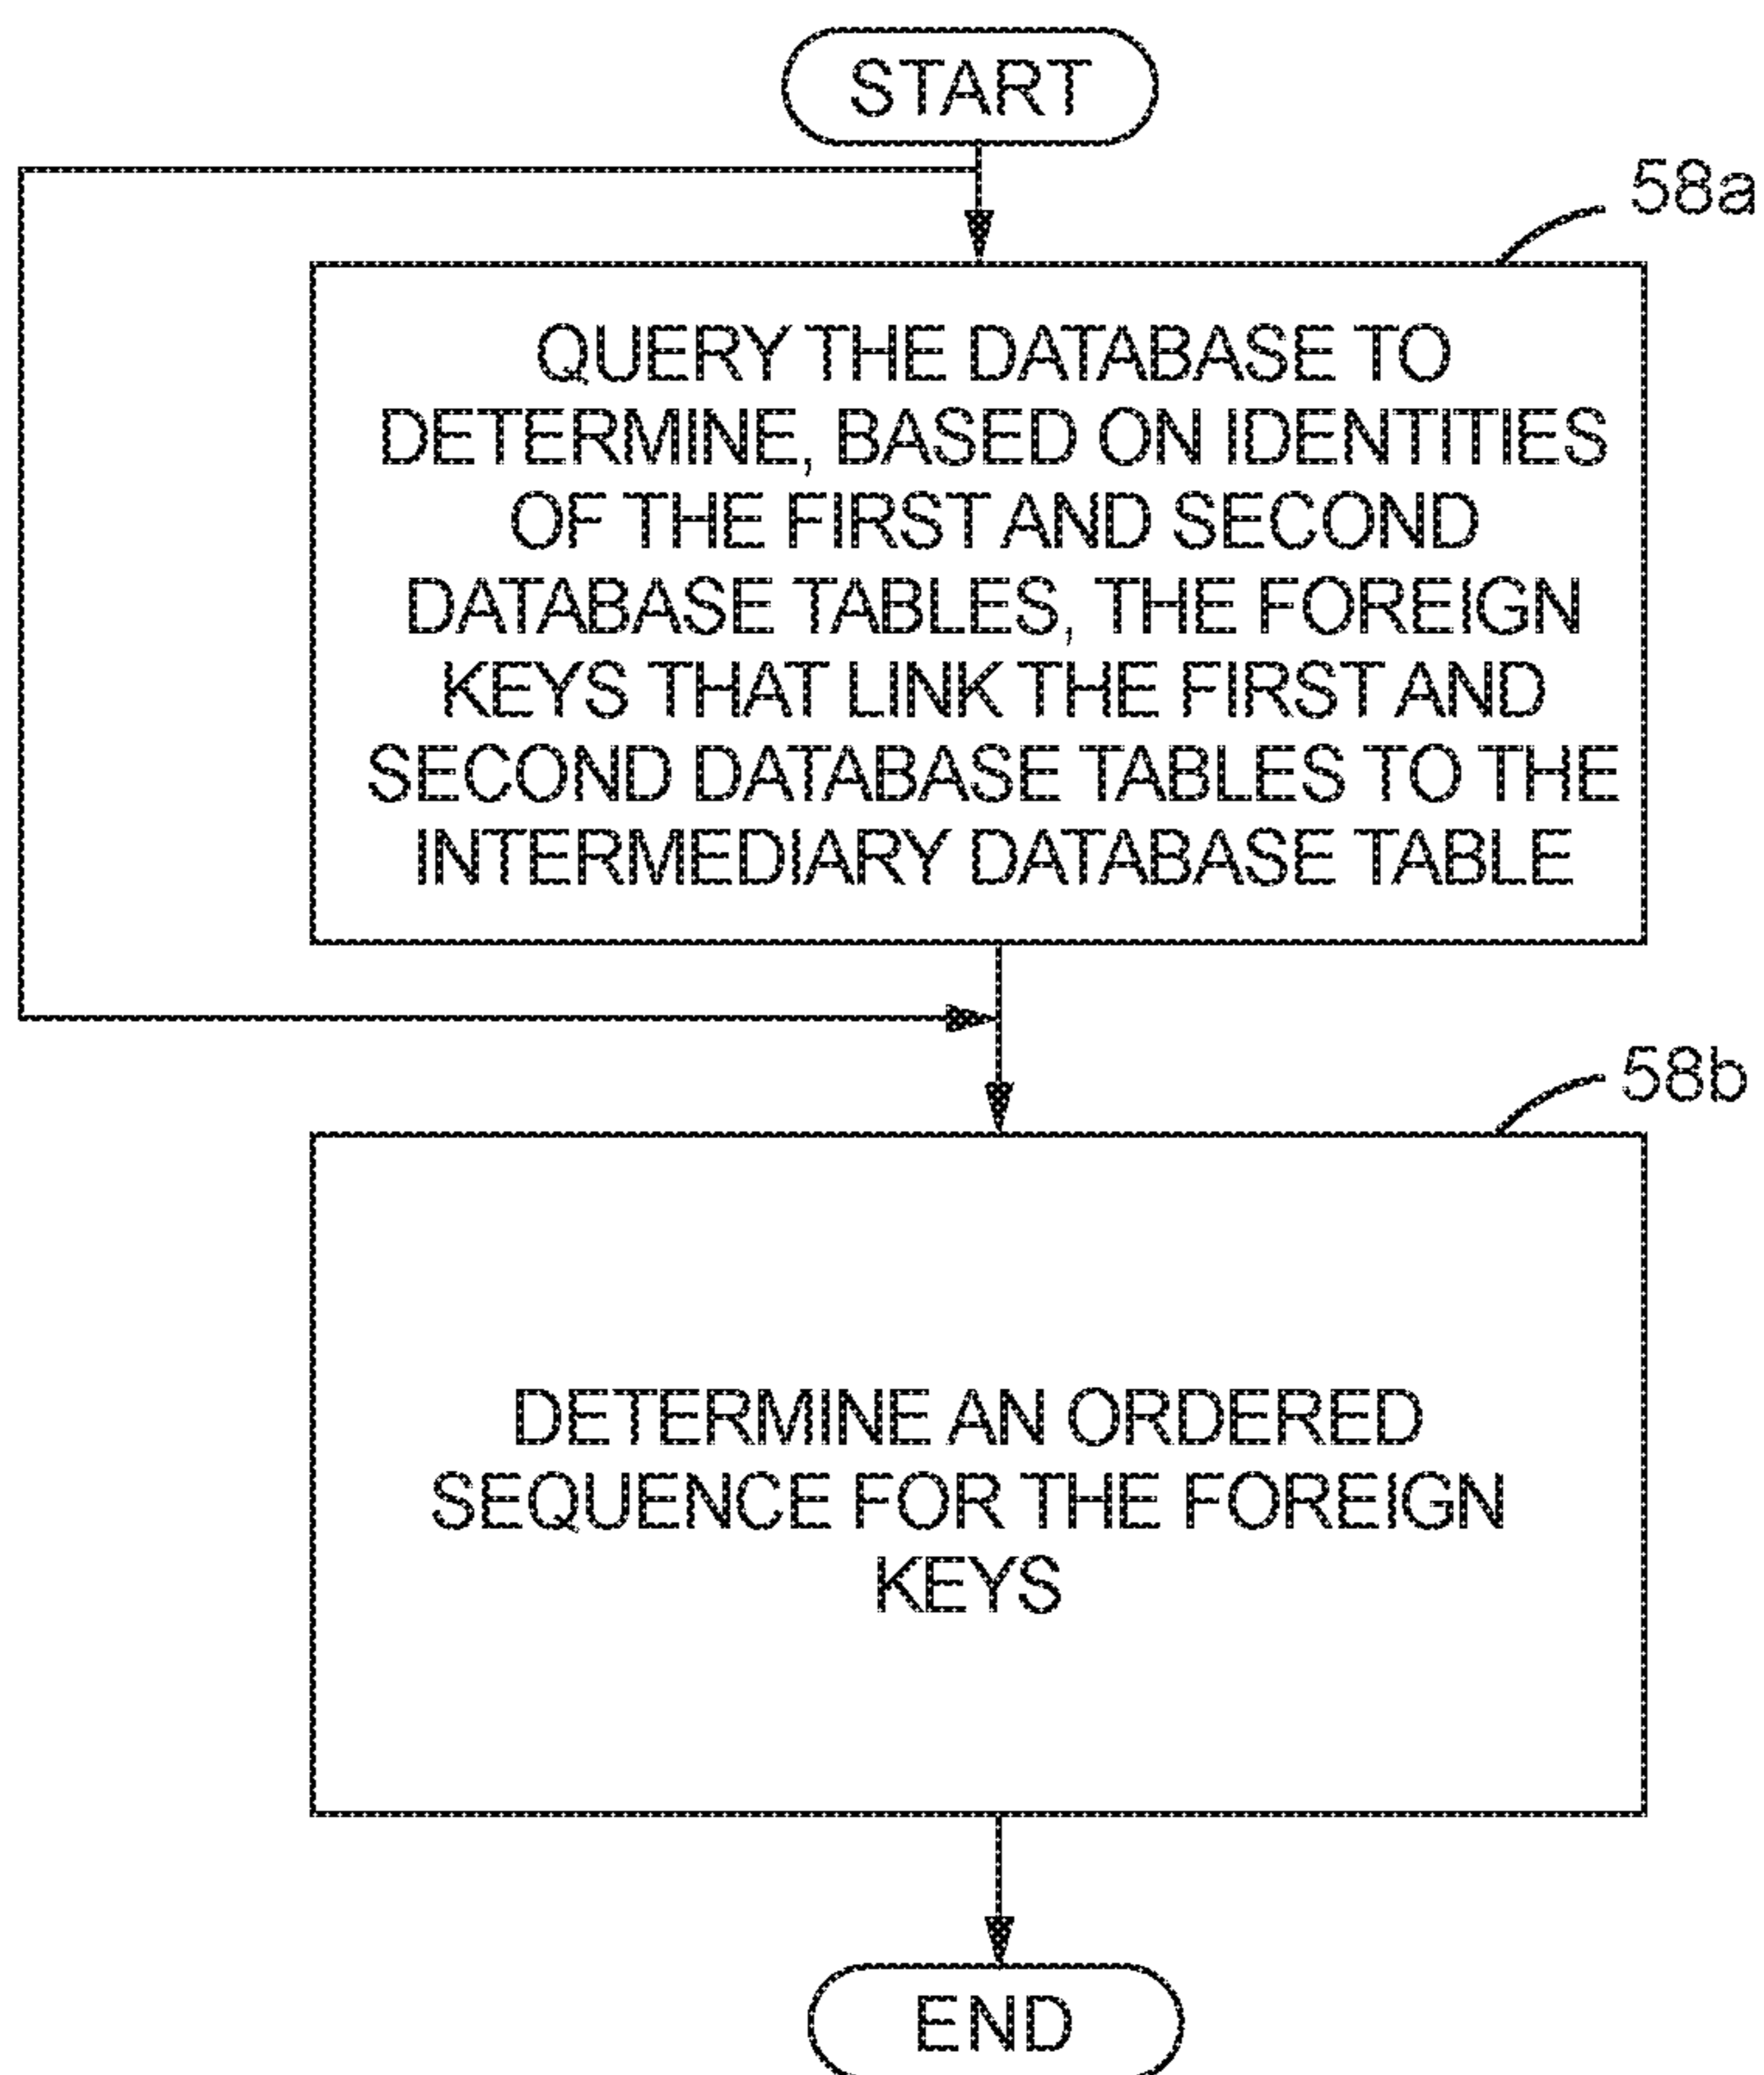 START
58a
QUERY THE DATABASE TO
DETERMINE, BASED ON IDENTITIES
OF THE FIRST AND SECOND
DATABASE TABLES, THE FOREIGN
KEYS THAT LINK THE FIRST AND
SECOND DATABASE TABLES TO THE
INTERMEDIARY DATABASE TABLE
58b
DETERMINE AN ORDERED
SEQUENCE FOR THE FOREIGN
KEYS
END